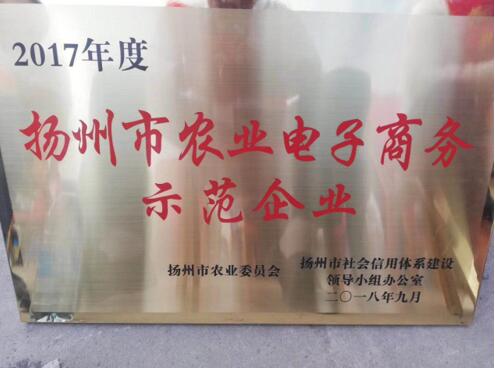 2017年度
扬州市农业电子商务
示范企业
扬州市农业委员会 扬州市社会信用体系建设
领导小组办公室
二〇一八年九月